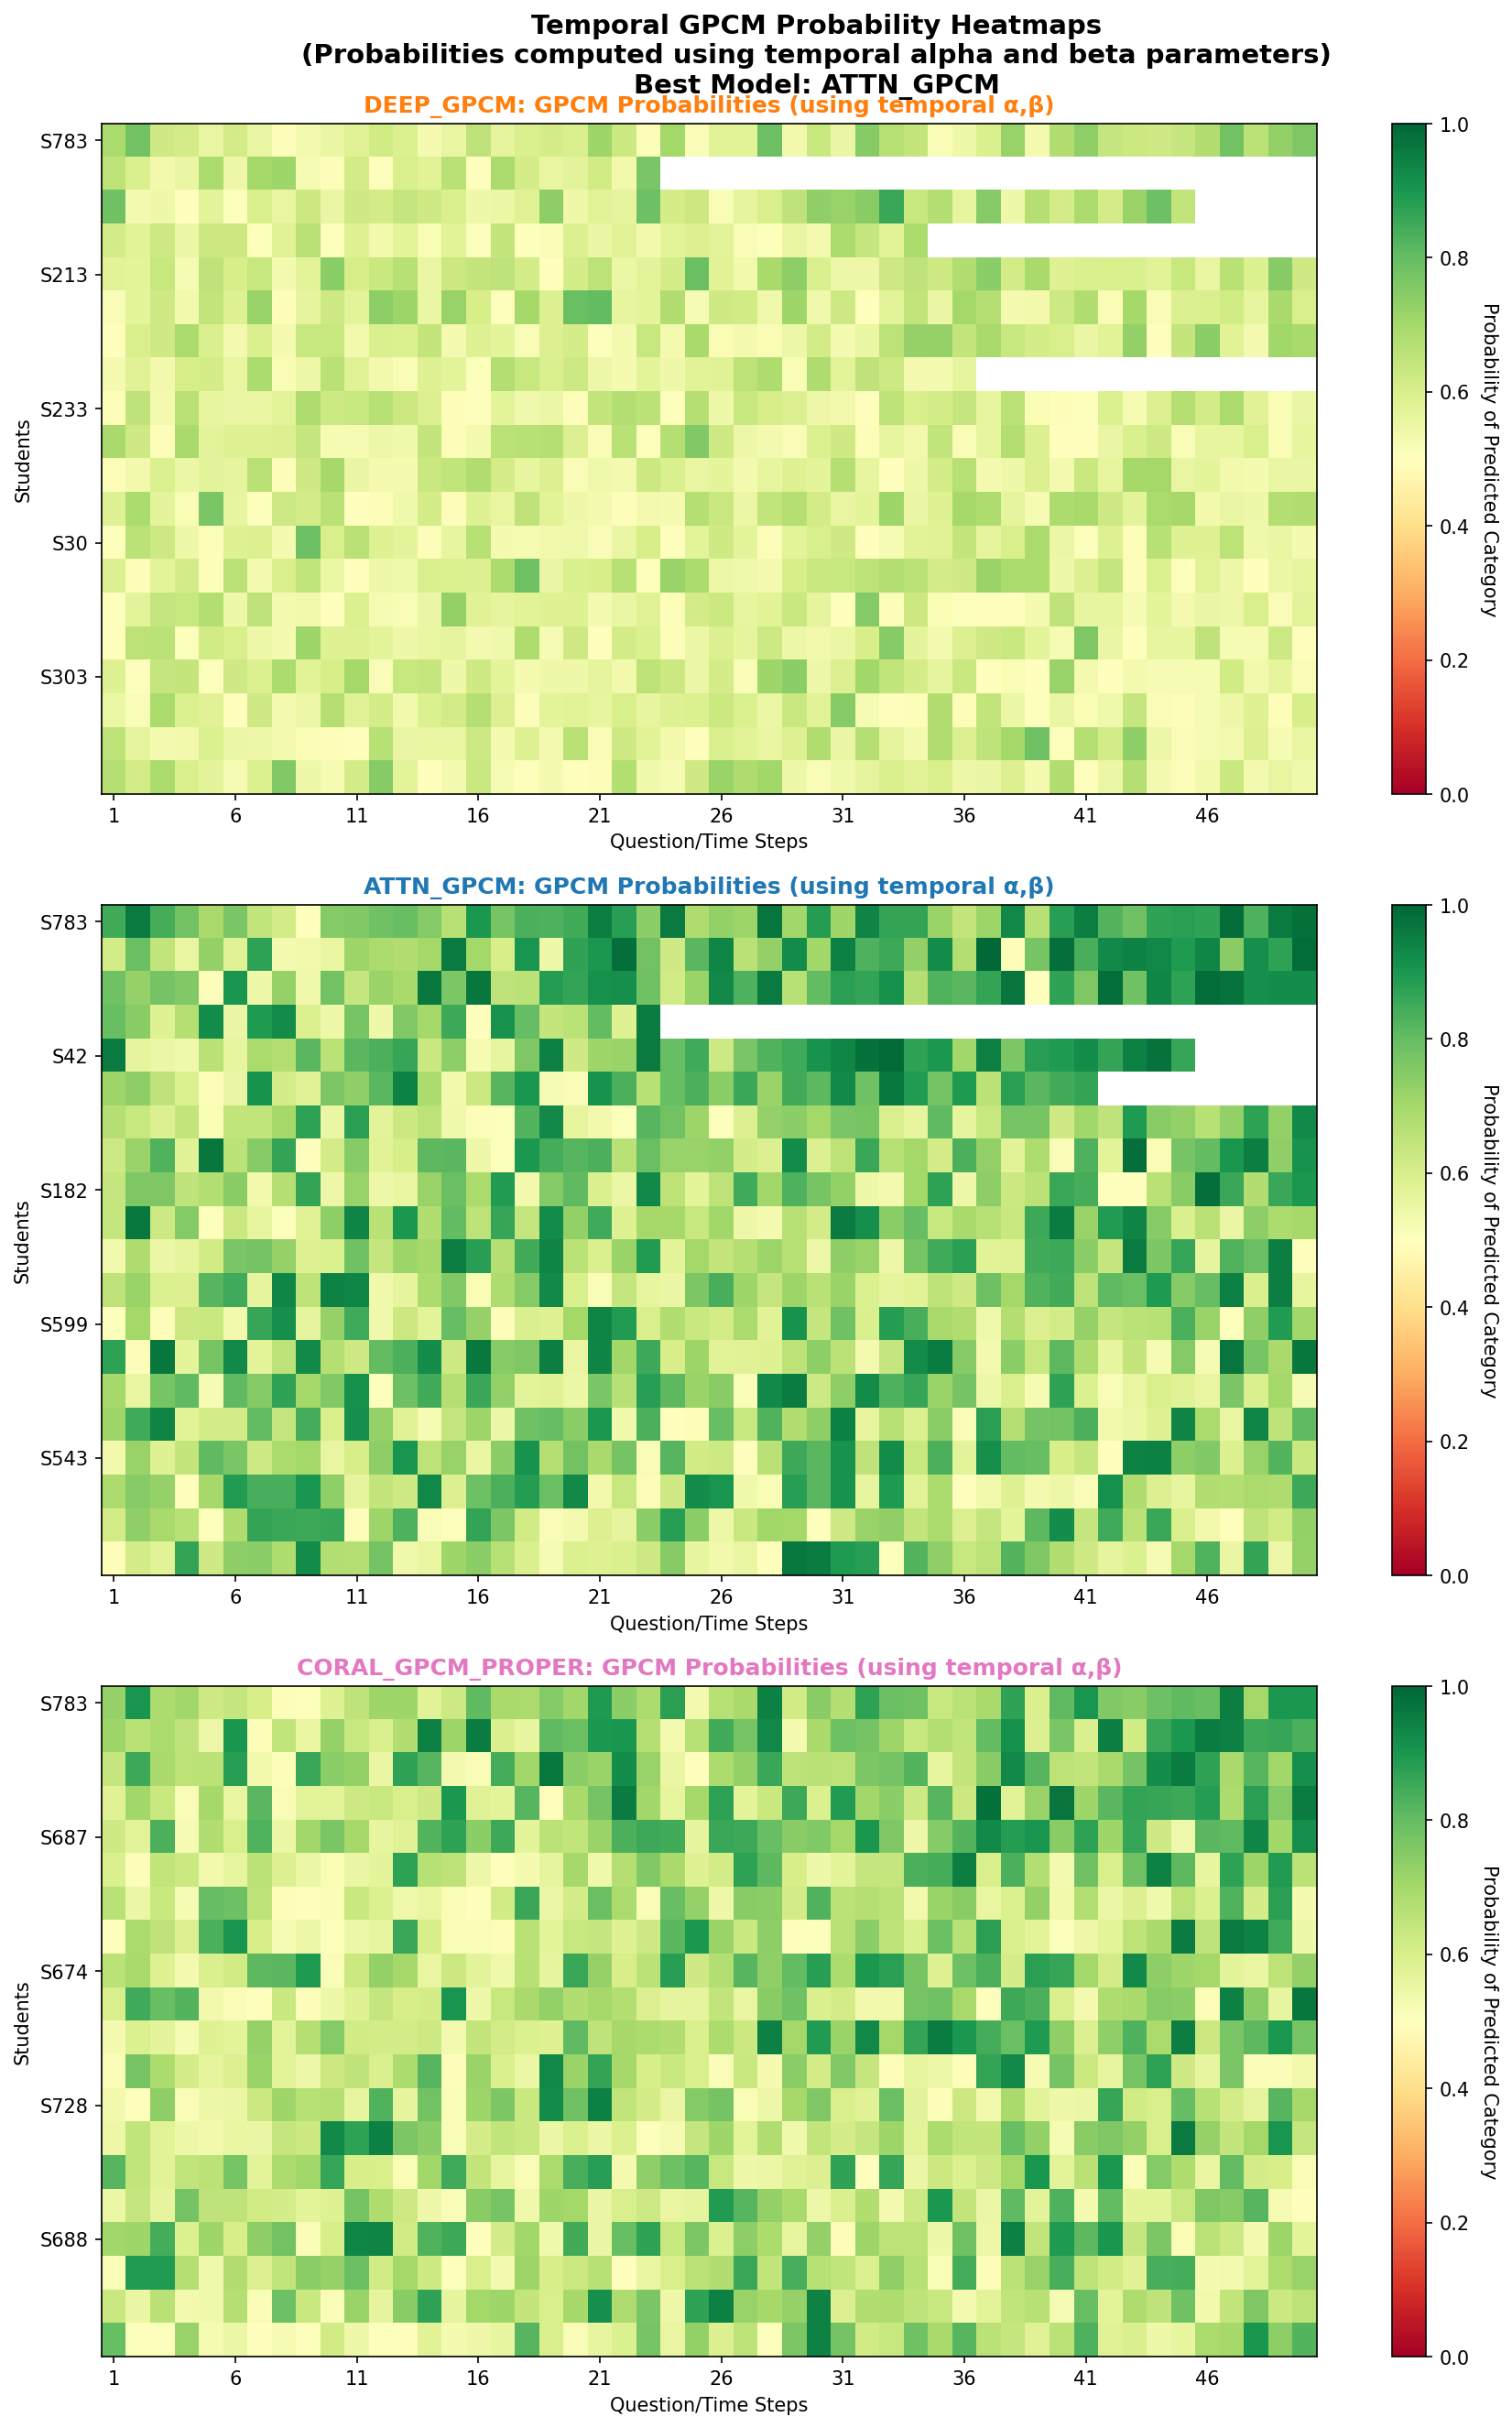 Temporal GPCM Probability Heatmaps
(Probabilities computed using temporal alpha and beta parameters)
Best Model: ATTN_GPCM
DEEP_GPCM: GPCM Probabilities (using temporal α,β)
S783
S213
S233
S30
S303
Students
1 6 11 16 21 26 31 36 41 46
Question/Time Steps
1.0
0.8
0.6
0.4
0.2
0.0
Probability of Predicted Category
ATTN_GPCM: GPCM Probabilities (using temporal α,β)
S783
S42
S182
S599
S543
Students
1 6 11 16 21 26 31 36 41 46
Question/Time Steps
1.0
0.8
0.6
0.4
0.2
0.0
Probability of Predicted Category
CORAL_GPCM_PROPER: GPCM Probabilities (using temporal α,β)
S783
S687
S674
S728
S688
Students
1 6 11 16 21 26 31 36 41 46
Question/Time Steps
1.0
0.8
0.6
0.4
0.2
0.0
Probability of Predicted Category